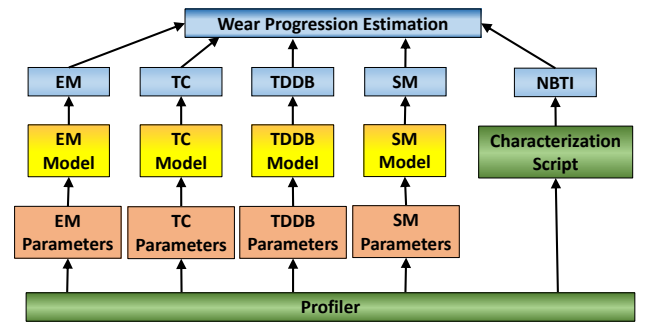 Wear Progression Estimation
EM
TC
TDDB
SM
NBTI
EM
Model
TC
Model
TDDB
Model
SM
Model
Characterization
Script
EM
Parameters
TC
Parameters
TDDB
Parameters
SM
Parameters
Profiler